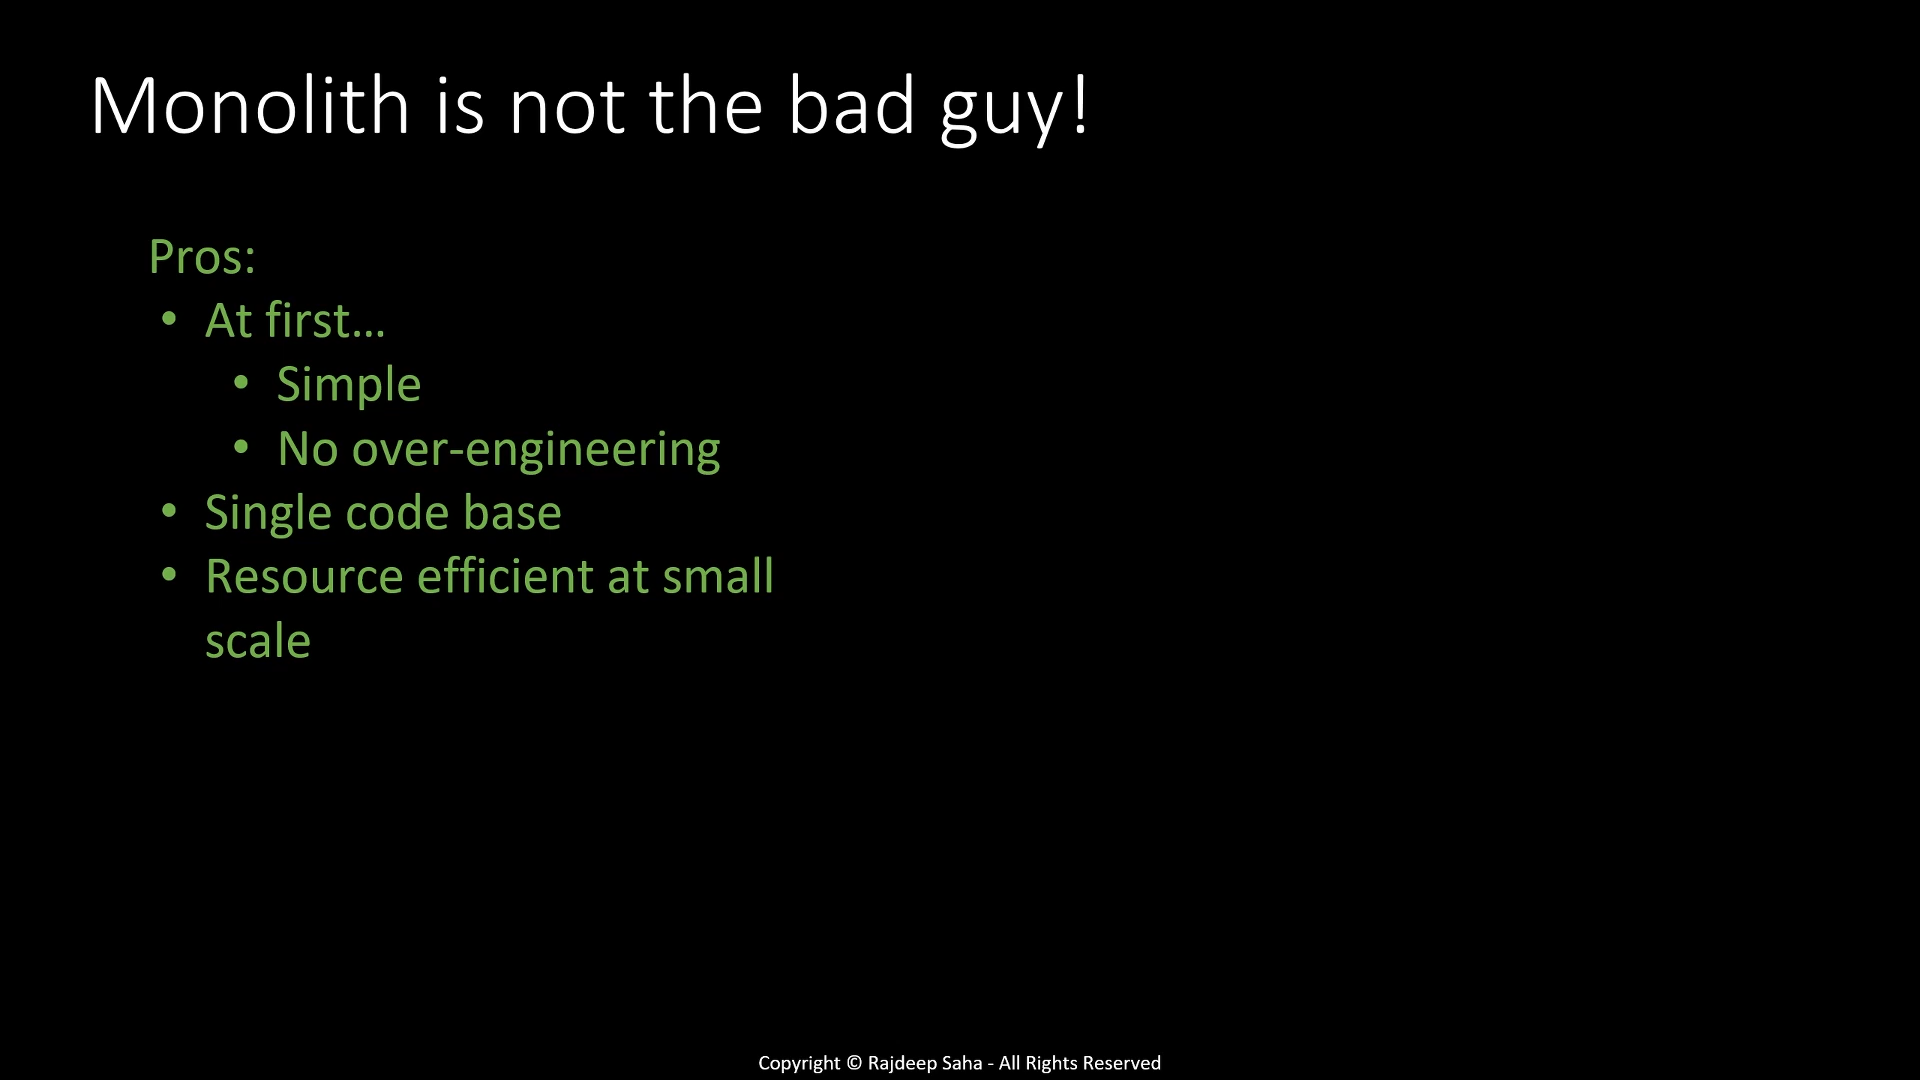 Monolith is not the bad guy!
Pros:
• At first...
• Simple
• No over-engineering
• Single code base
• Resource efficient at small
scale
Copyright © Rajdeep Saha - All Rights Reserved